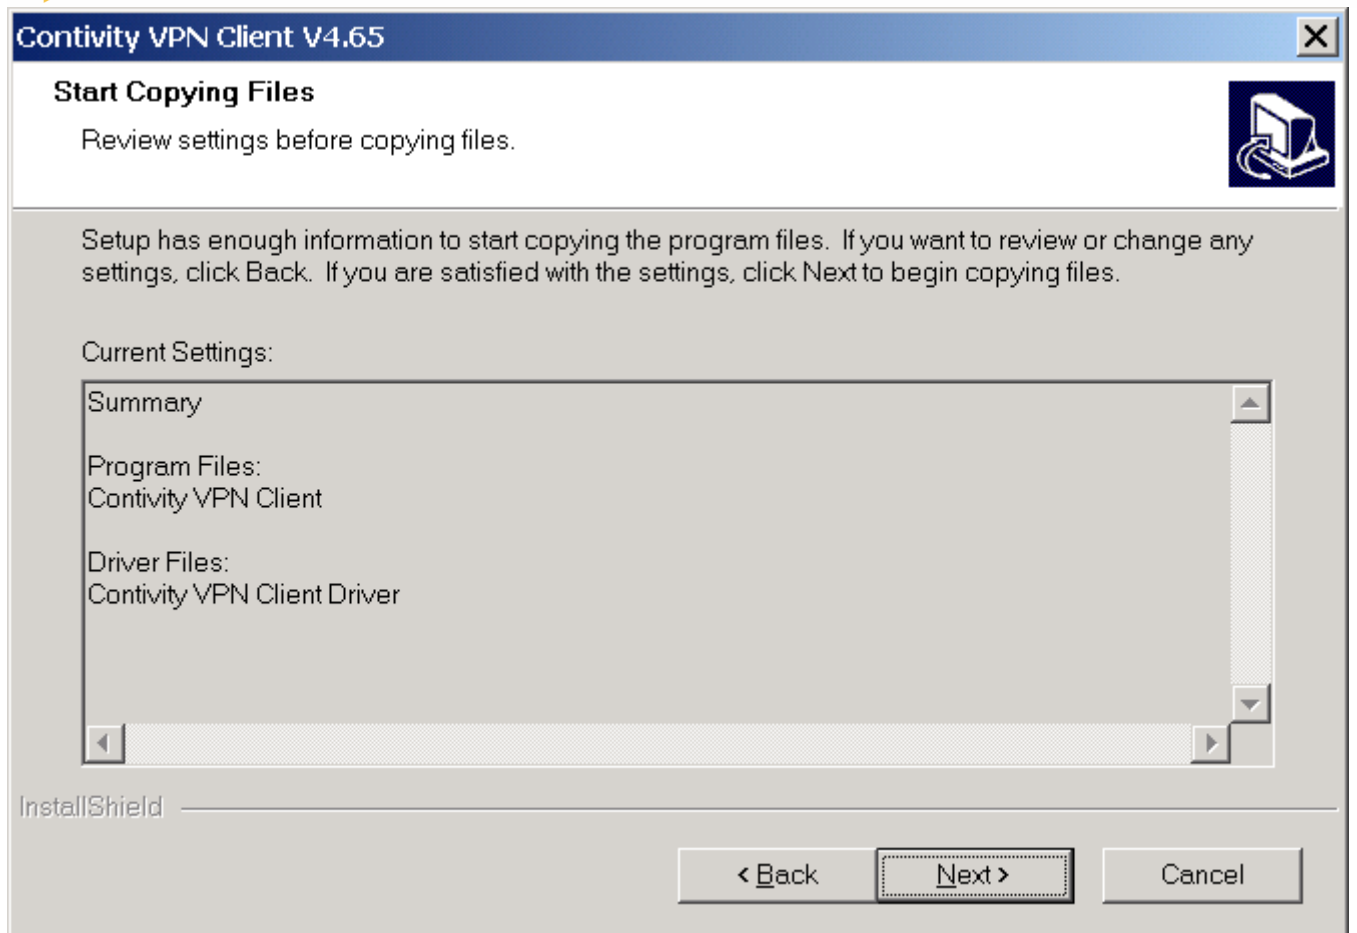 Contivity VPN Client V4.65
Start Copying Files
Review settings before copying files.
Setup has enough information to start copying the program files.  If you want to review or change any
settings, click Back.  If you are satisfied with the settings, click Next to begin copying files.
Current Settings:
Summary
Program Files:
Contivity VPN Client
Driver Files:
Contivity VPN Client Driver
InstallShield
< Back
Next >
Cancel